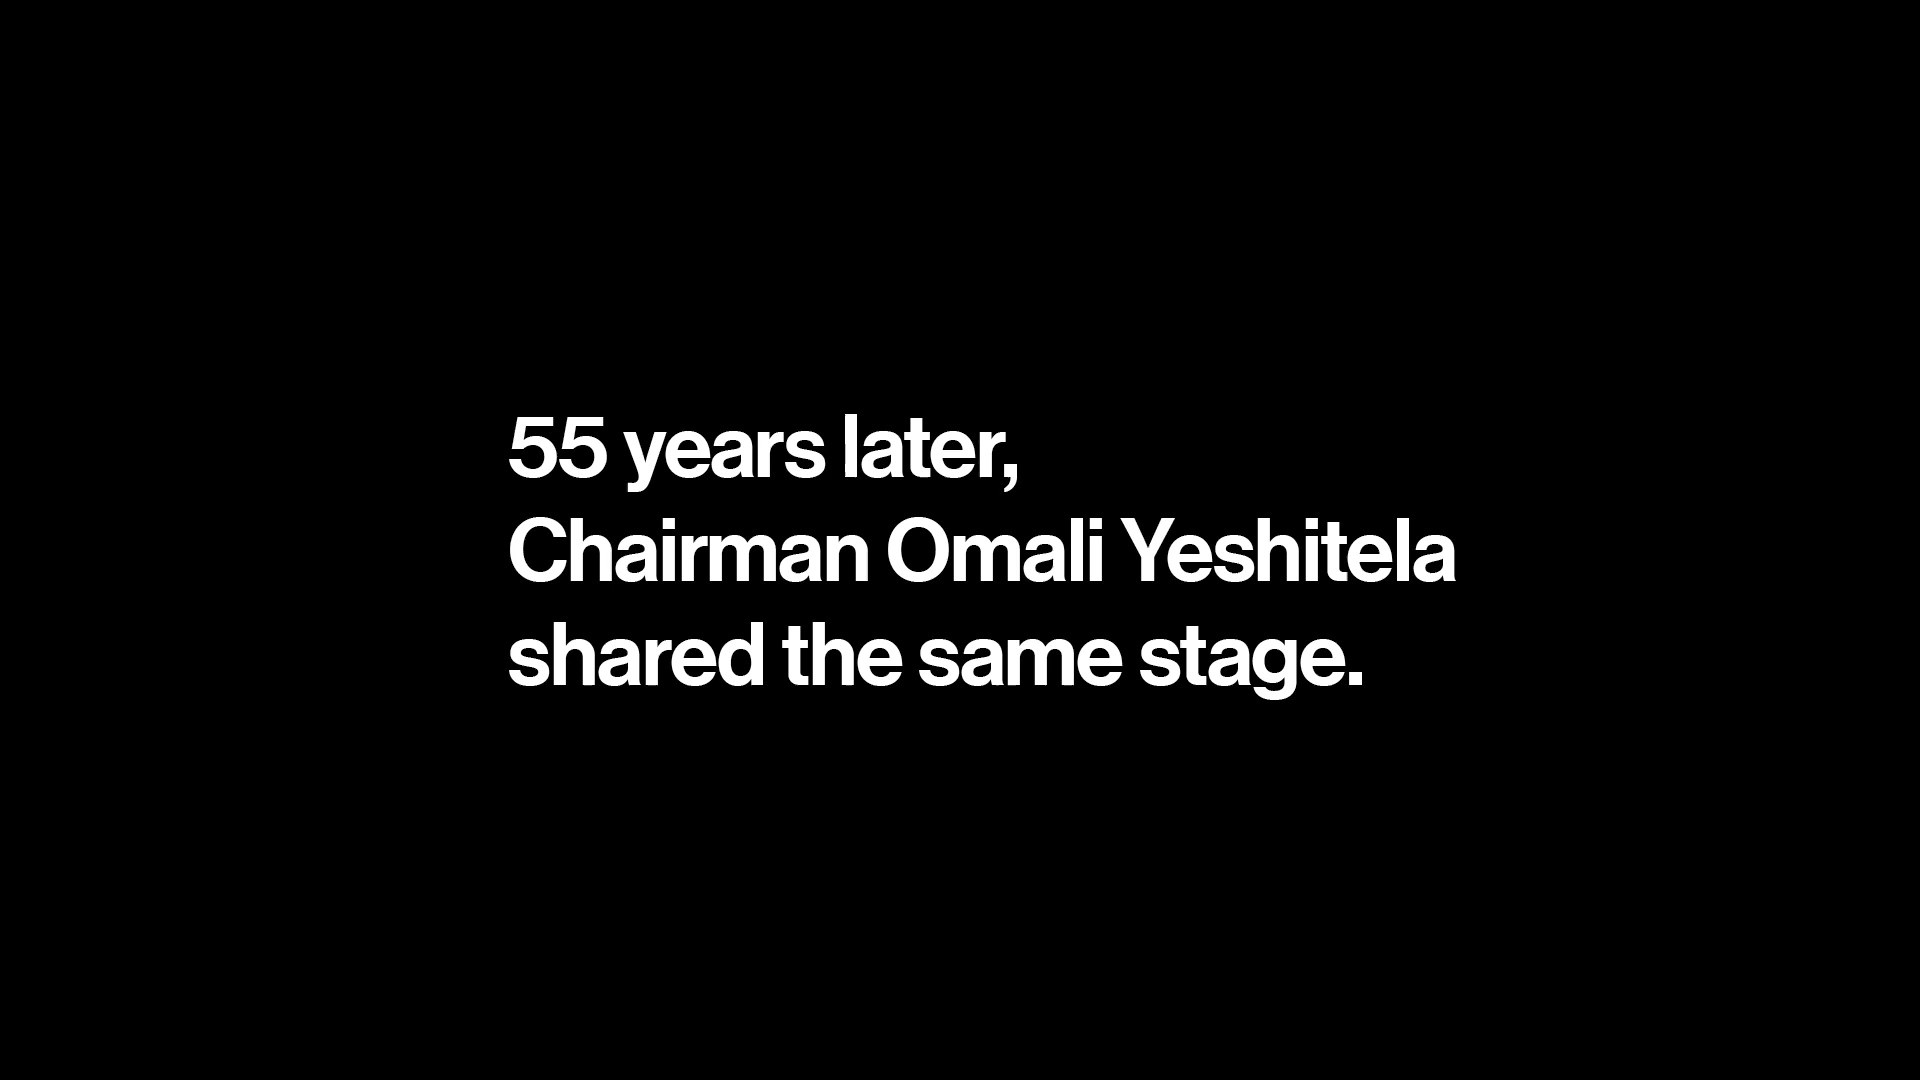 55 years later,
Chairman Omali Yeshitela
shared the same stage.